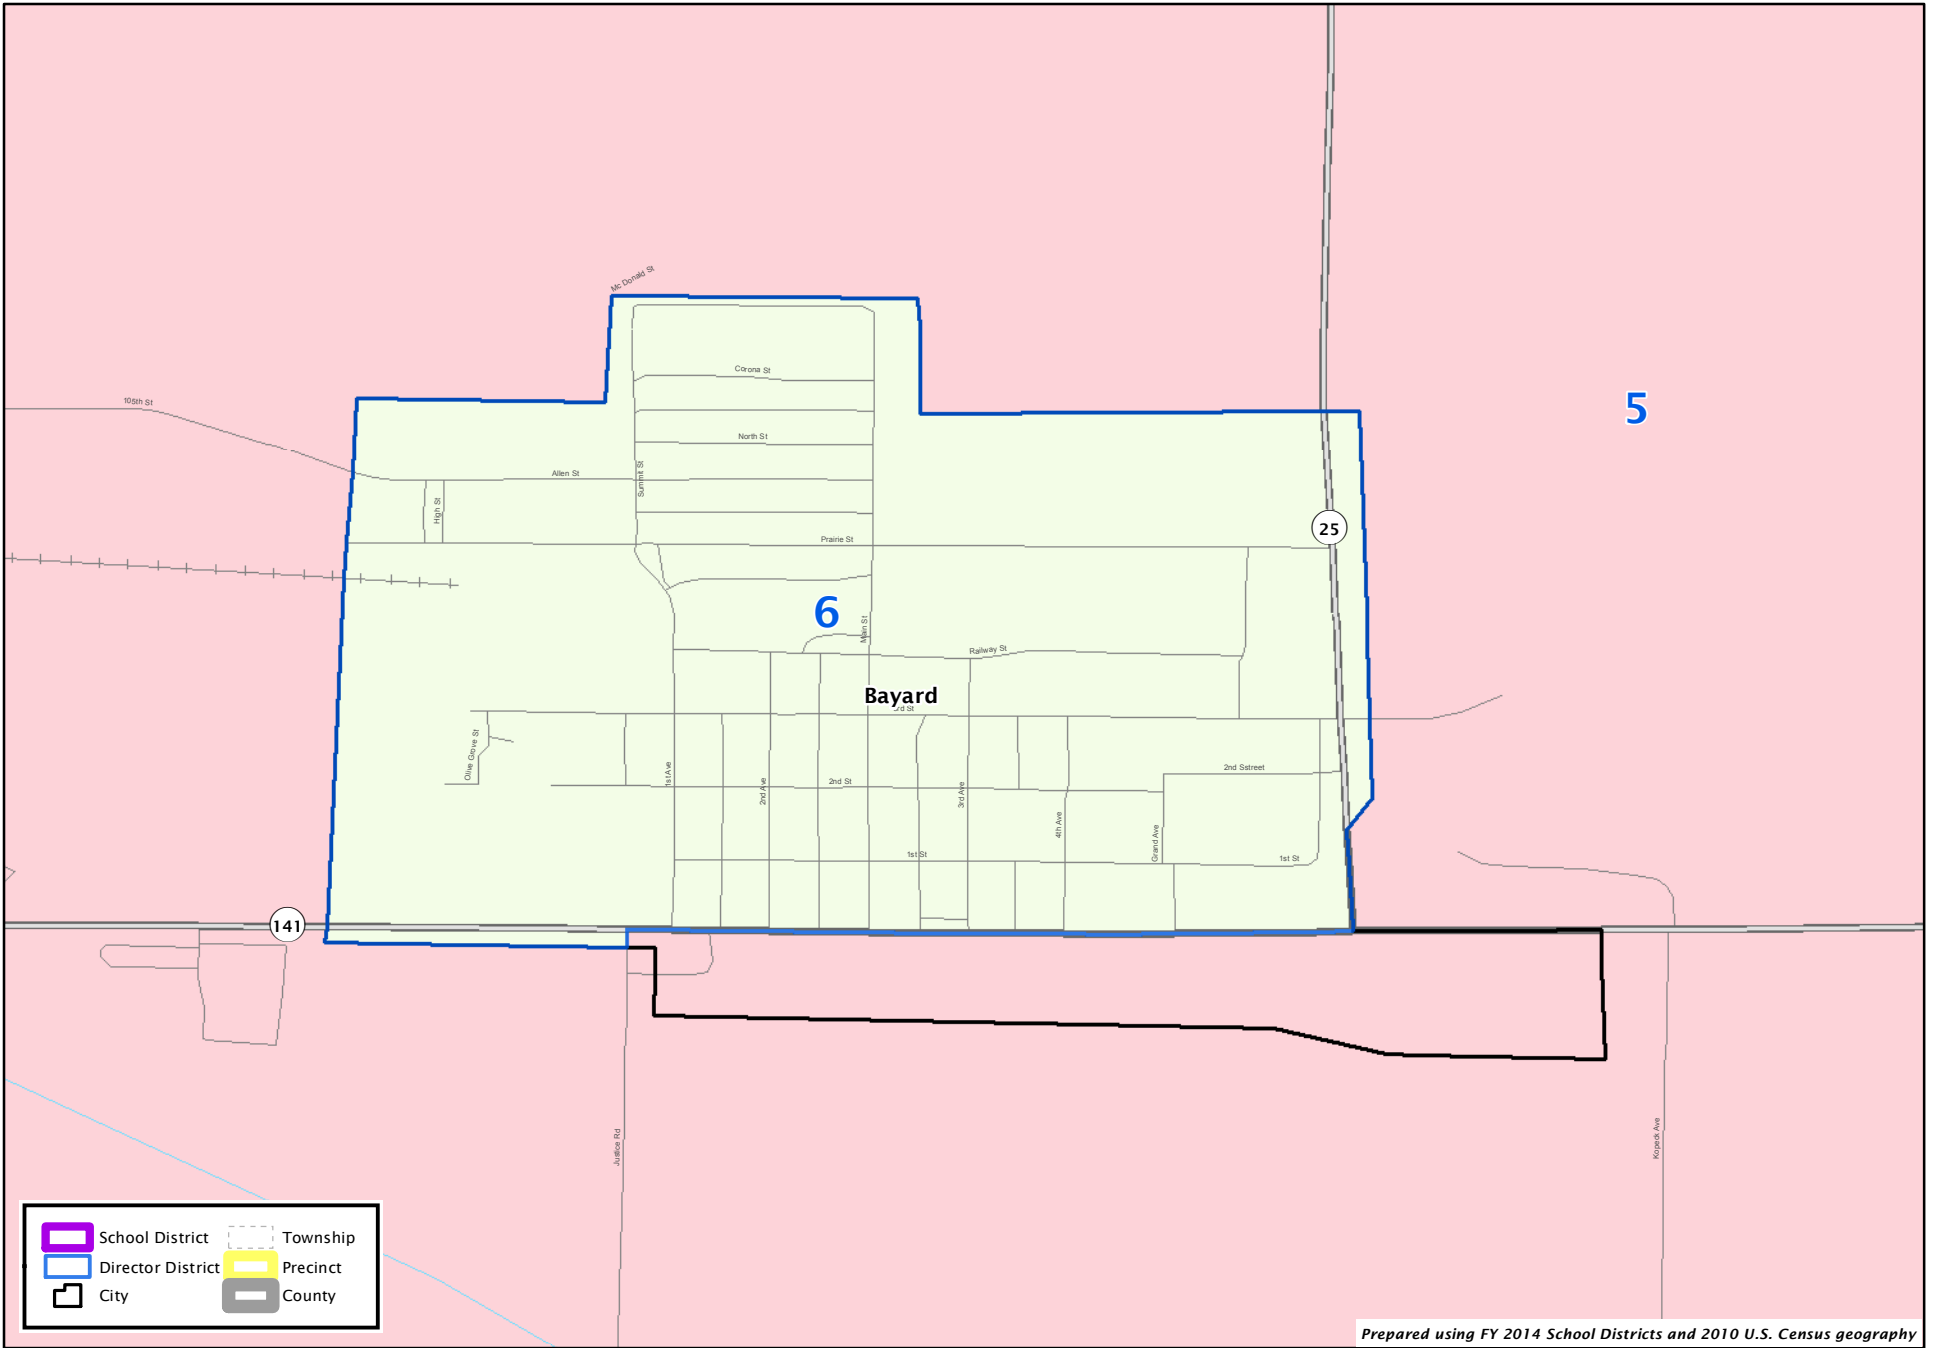 Mc Donald St
Corona St
105th St
5
North St
Allen St
Summit St
High St
25
Prairie St
6
Main St
Railway St
Bayard
3rd St
Olive Grove St
1st Ave
2nd Ave
2nd St
3rd Ave
2nd Sstreet
4th Ave
Grand Ave
1st St
1st St
141
Justice Rd
Kopeck Ave
School District
Township
Director District
Precinct
City
County
Prepared using FY 2014 School Districts and 2010 U.S. Census geography